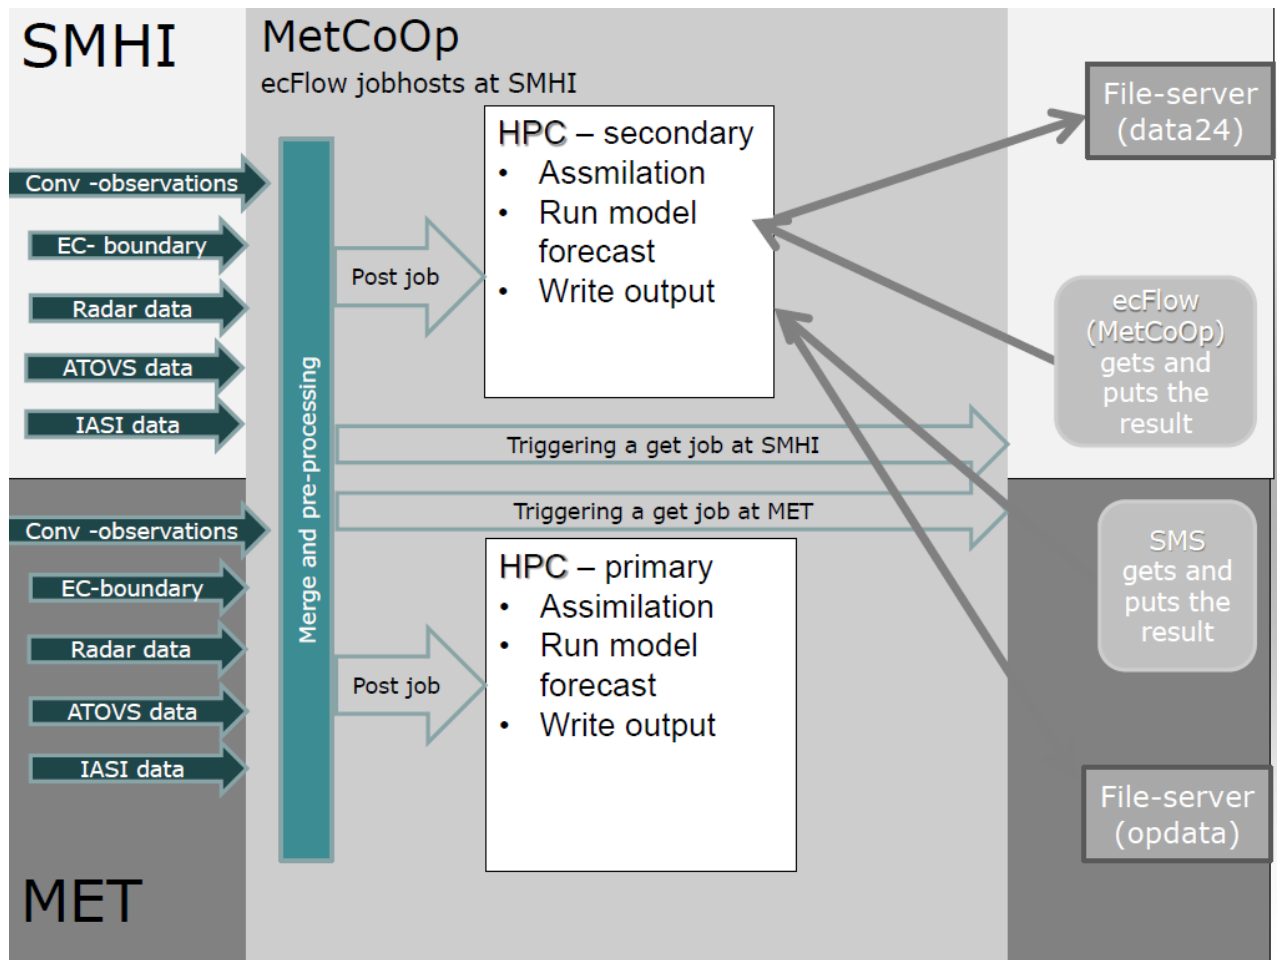 SMHI
Conv -observations
EC- boundary
Radar data
ATOVS data
IASI data
MET
Conv -observations
EC-boundary
Radar data
ATOVS data
IASI data
MetCoOp
ecFlow jobhosts at SMHI
Merge and pre-processing
Post job
HPC – secondary
• Assmilation
• Run model
forecast
• Write output
Triggering a get job at SMHI
Triggering a get job at MET
Post job
HPC – primary
• Assimilation
• Run model
forecast
• Write output
File-server
(data24)
ecFlow
(MetCoOp)
gets and
puts the
result
SMS
gets and
puts the
result
File-server
(opdata)